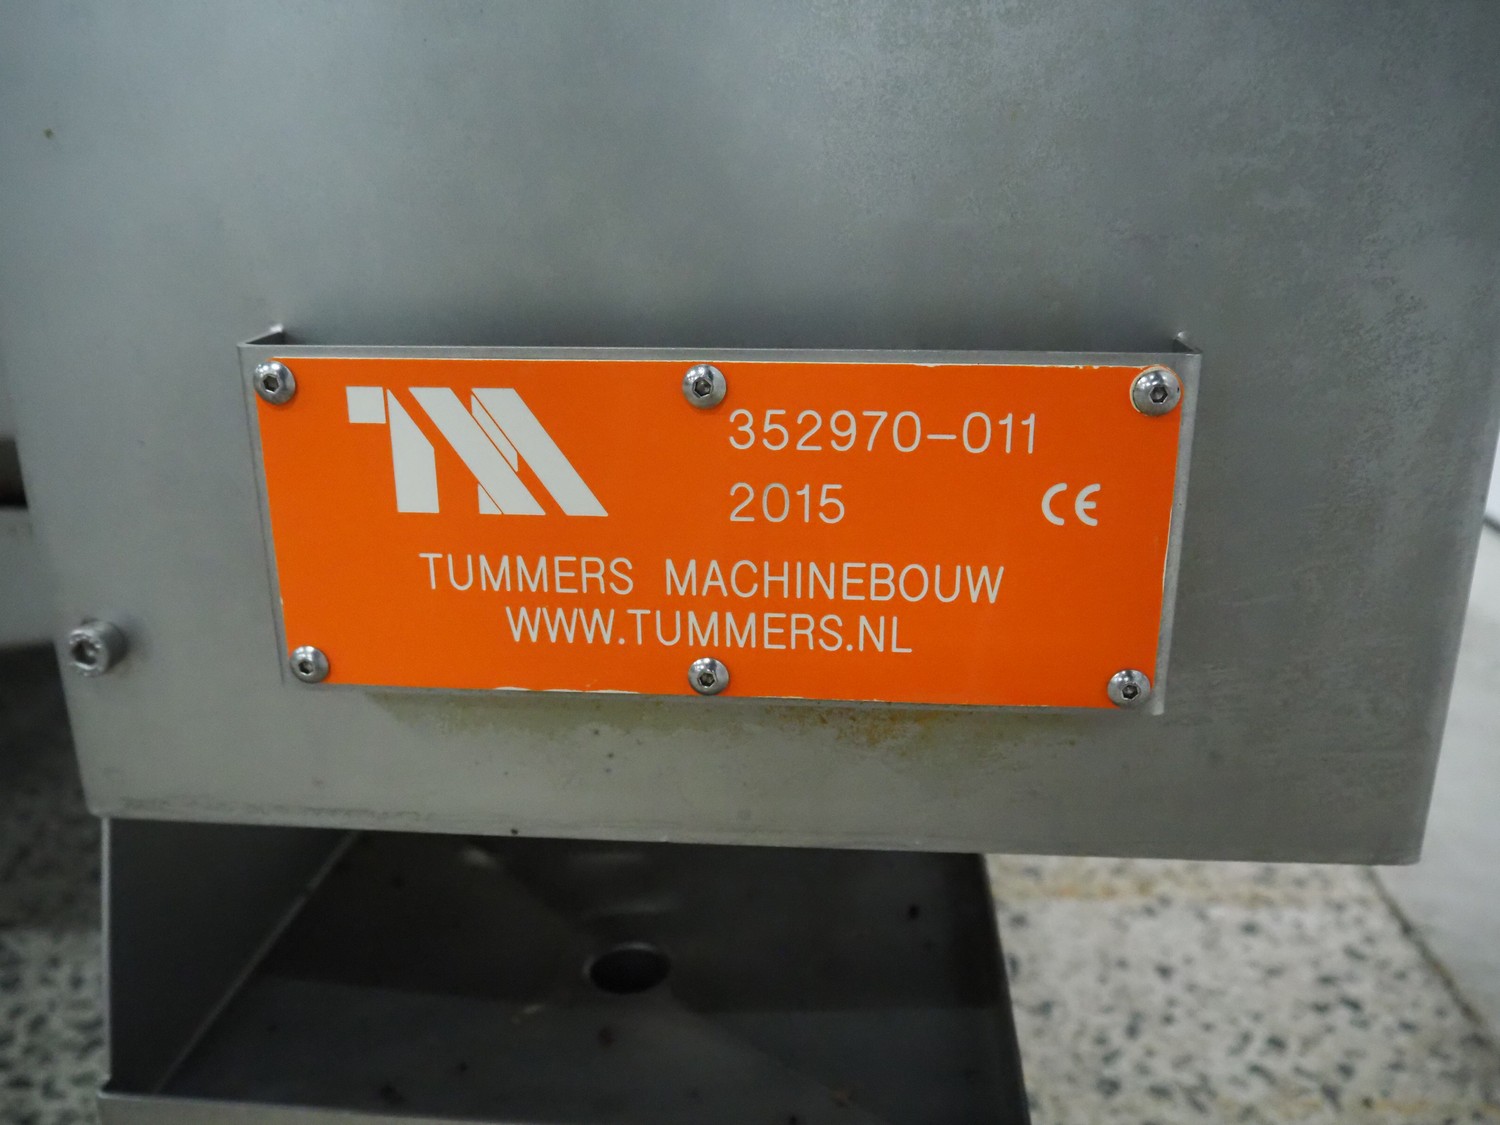 352970-011
2015 CE
TUMMERS MACHINEBOUW
WWW.TUMMERS.NL